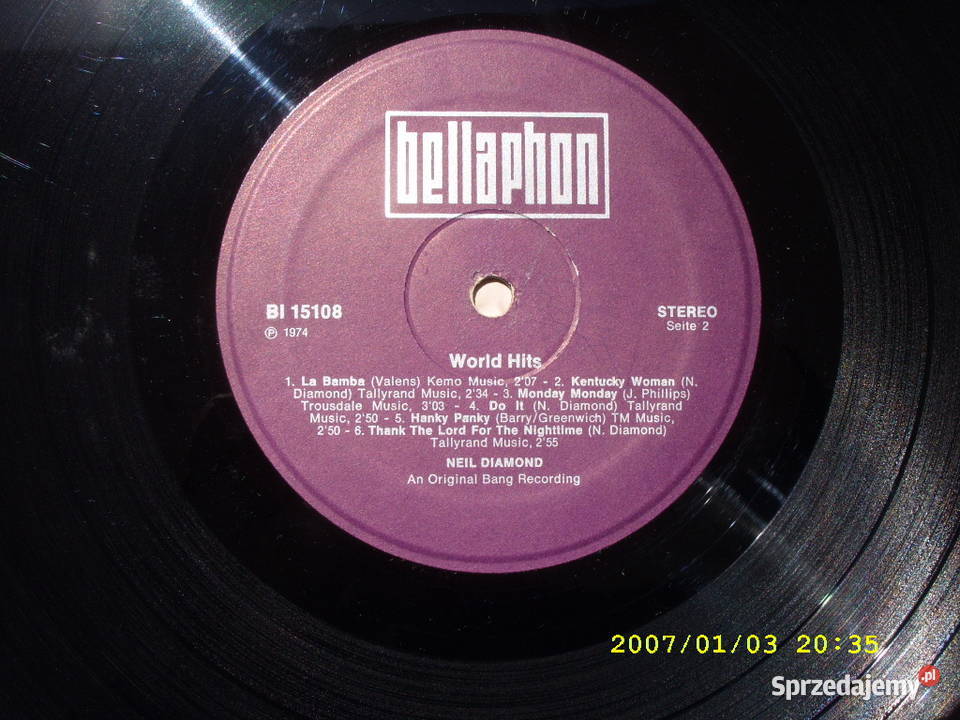 bellaphon
BI 15108
STEREO
℗ 1974
Seite 2
World Hits
1. La Bamba (Valens) Kemo Music, 2'07 - 2. Kentucky Woman (N.
Diamond) Tallyrand Music, 2'34 - 3. Monday Monday (J. Phillips)
Trousdale Music, 3'03 - 4. Do It (N. Diamond) Tallyrand
Music, 2'50 - 5. Hanky Panky (Barry/Greenwich) TM Music,
2'50 - 6. Thank The Lord For The Nighttime (N. Diamond)
Tallyrand Music, 2'55
NEIL DIAMOND
An Original Bang Recording
2007/01/03 20:35
Sprzedajemy.pl